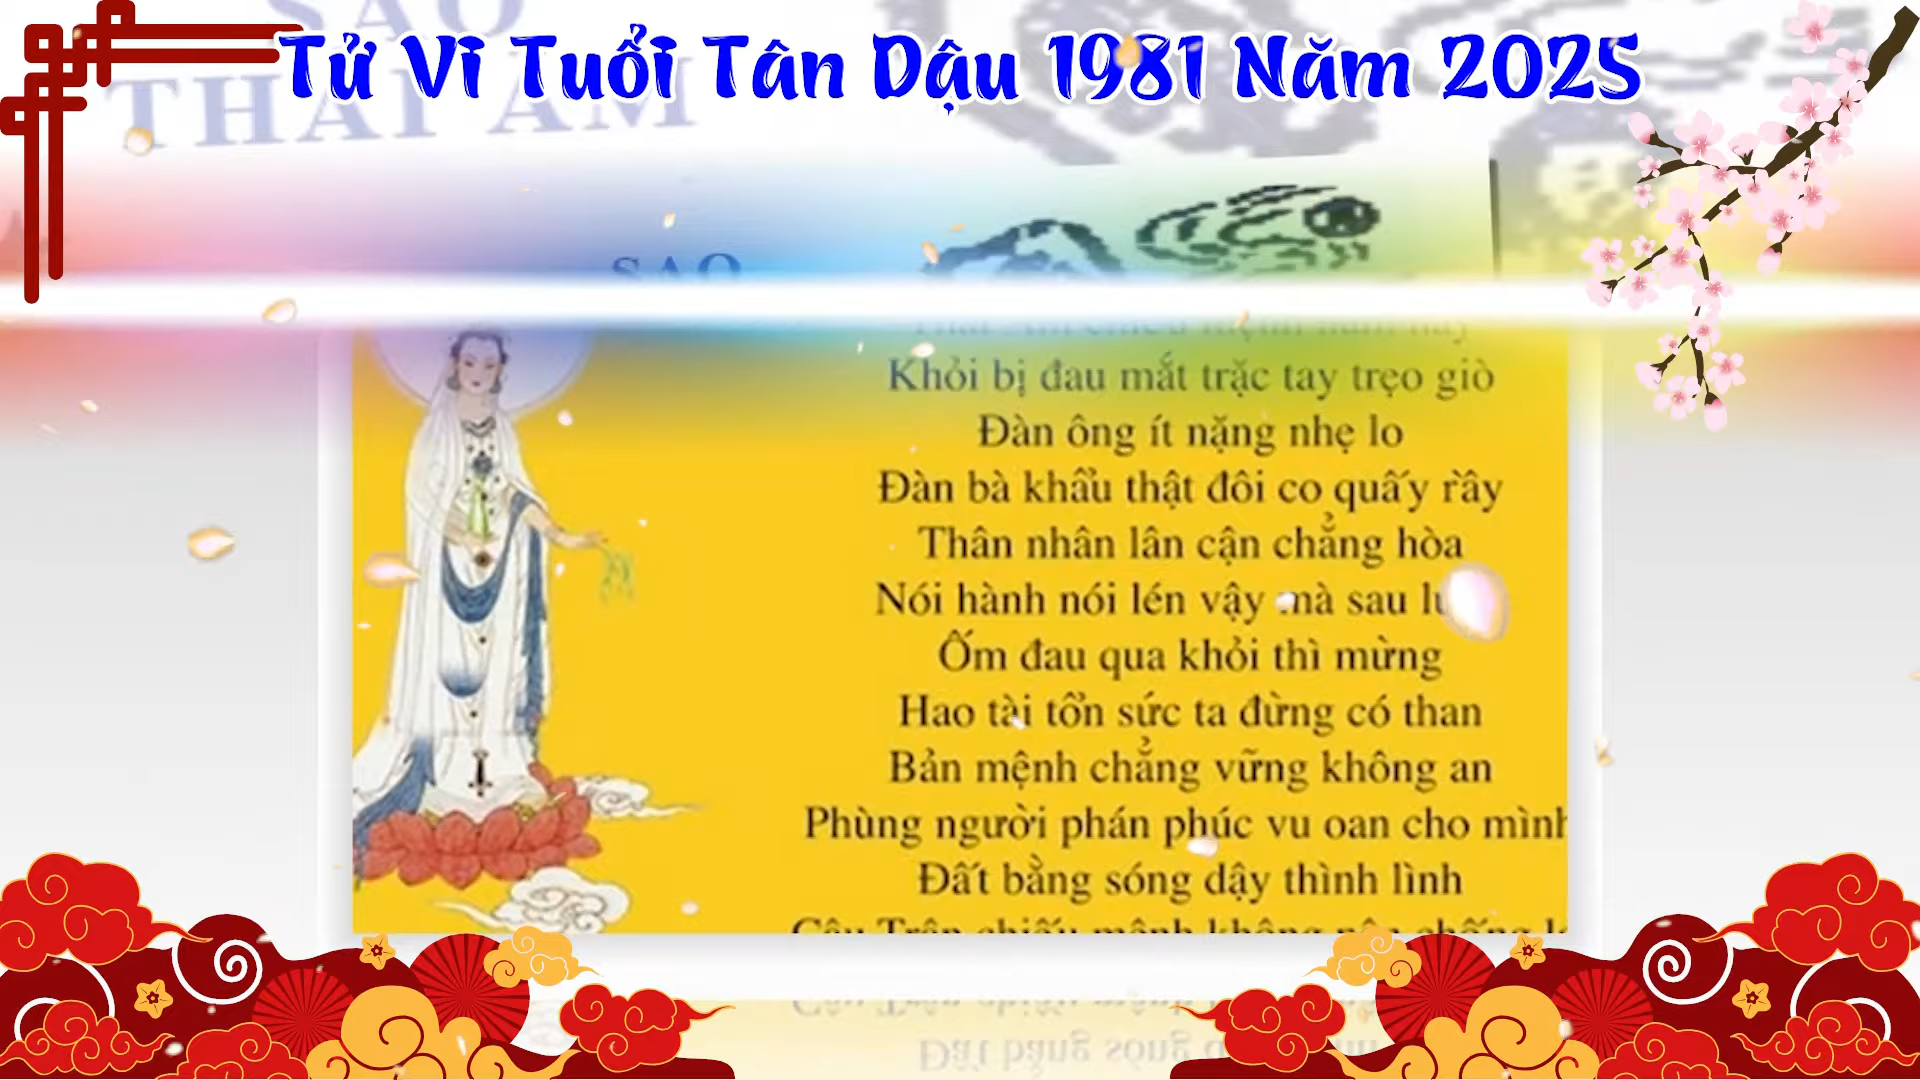 Tử Vi Tuổi Tân Dậu 1981 Năm 2025
SAO
THÁI ÂM
SAO
Khỏi bị đau mắt trặc tay trẹo giò
Đàn ông ít nặng nhẹ lo
Đàn bà khẩu thật đôi co quấy rầy
Thân nhân lân cận chẳng hòa
Nói hành nói lén vậy mà sau
Ốm đau qua khỏi thì mừng
Hao tài tổn sức ta đừng có than
Bản mệnh chẳng vững không an
Phùng người phán phúc vu oan cho mình
Đất bằng sóng dậy thình lình